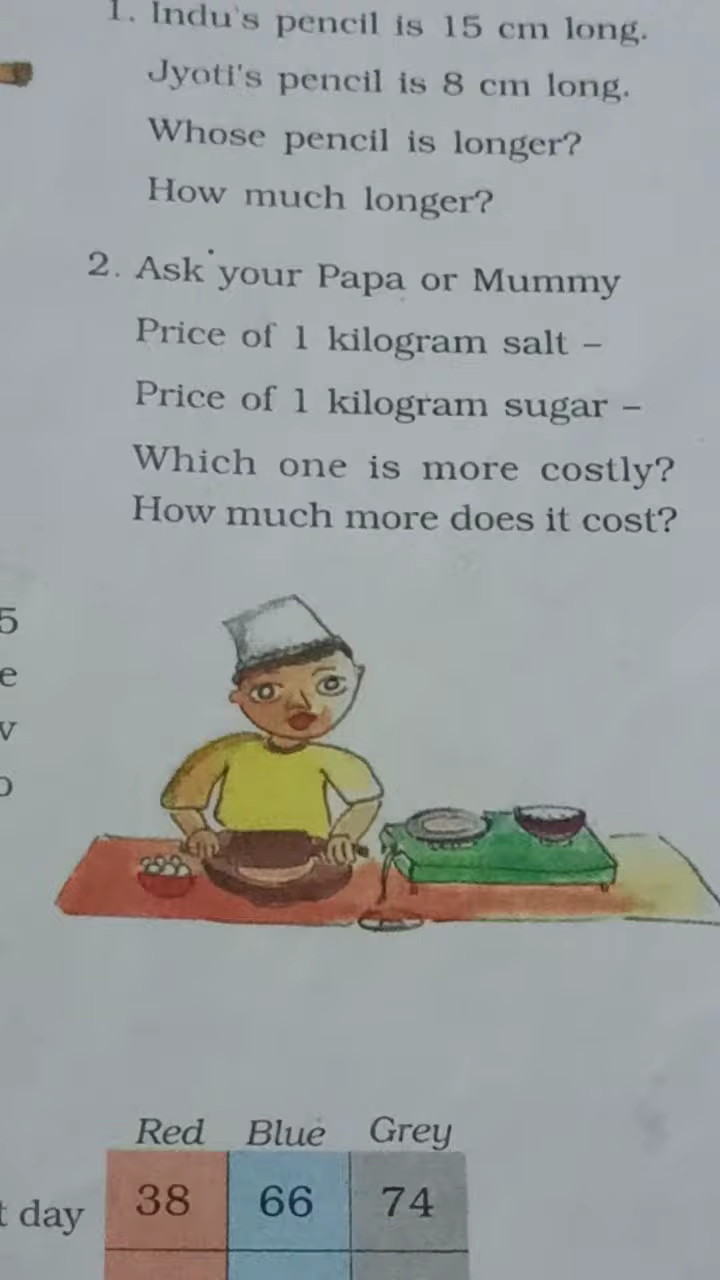 1. Indu's pencil is 15 cm long.
Jyoti's pencil is 8 cm long.
Whose pencil is longer?
How much longer?
2. Ask your Papa or Mummy
Price of 1 kilogram salt –
Price of 1 kilogram sugar –
Which one is more costly?
How much more does it cost?
5
e
v
Red Blue Grey
t day 38 66 74